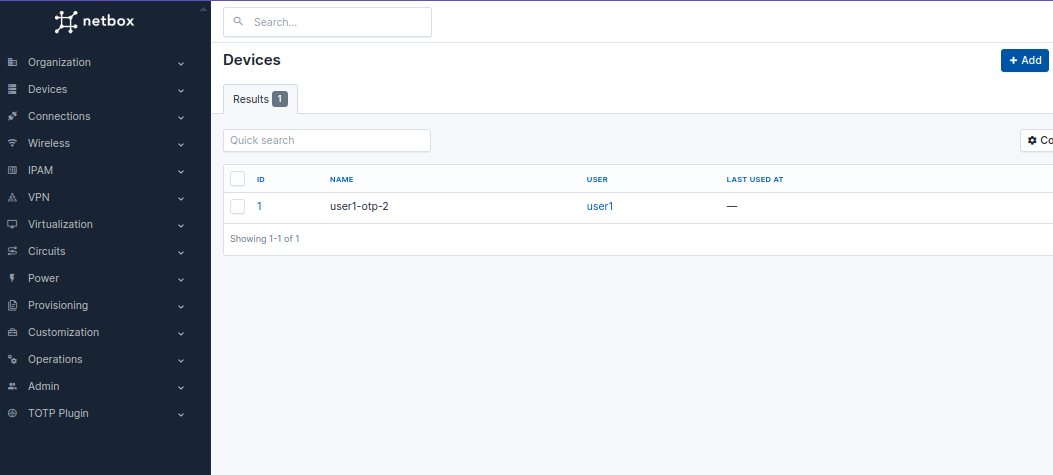 netbox
Search...
Organization
Devices
Connections
Wireless
IPAM
VPN
Virtualization
Circuits
Power
Provisioning
Customization
Operations
Admin
TOTP Plugin
Devices
+ Add
Results 1
Quick search
Co
ID NAME USER LAST USED AT
1 user1-otp-2 user1 —
Showing 1-1 of 1